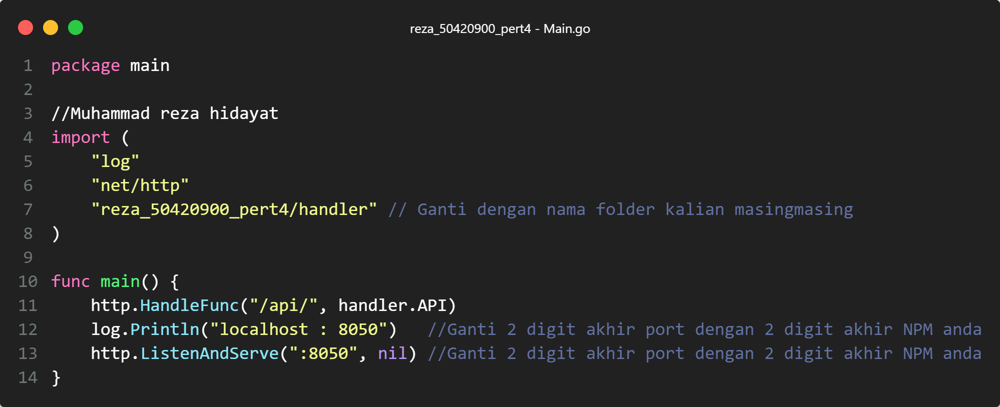 reza_50420900_pert4 - Main.go
1 package main
2
3 //Muhammad reza hidayat
4 import (
5     "log"
6     "net/http"
7     "reza_50420900_pert4/handler" // Ganti dengan nama folder kalian masingmasing
8 )
9
10 func main() {
11     http.HandleFunc("/api/", handler.API)
12     log.Println("localhost : 8050")   //Ganti 2 digit akhir port dengan 2 digit akhir NPM anda
13     http.ListenAndServe(":8050", nil) //Ganti 2 digit akhir port dengan 2 digit akhir NPM anda
14 }